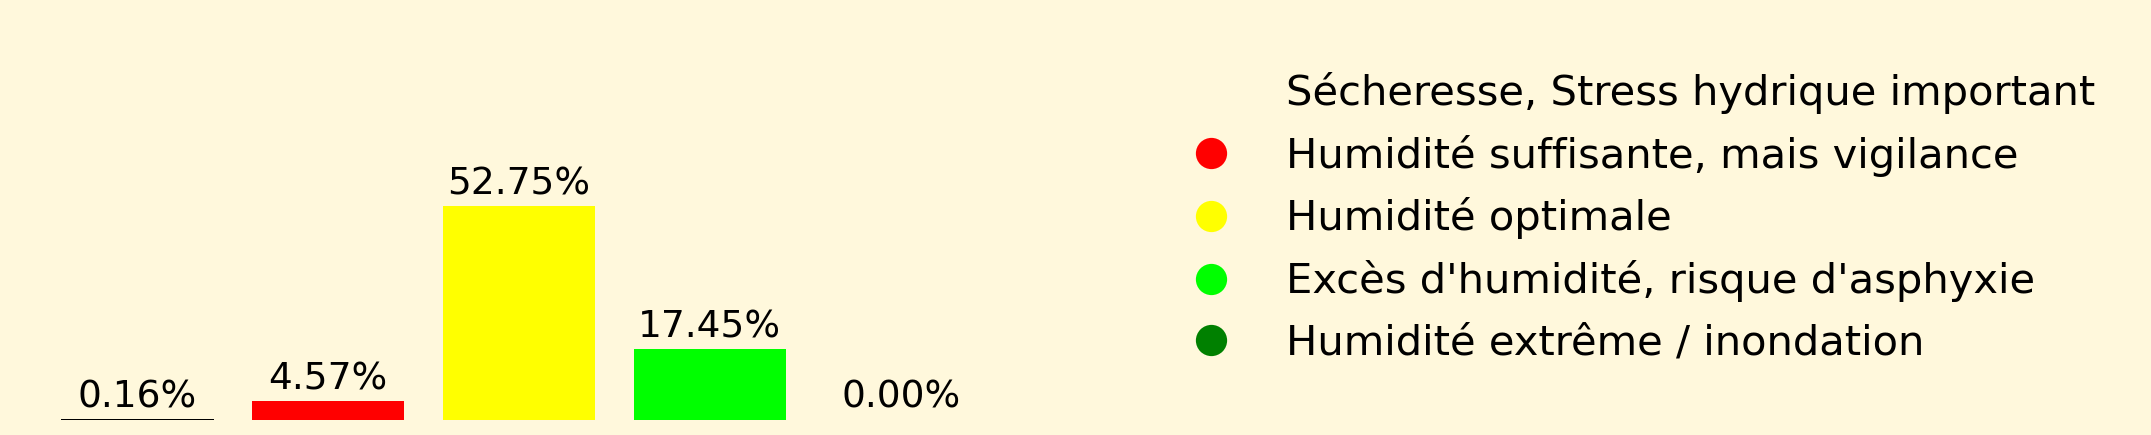 0.16%
4.57%
52.75%
17.45%
0.00%
Sécheresse, Stress hydrique important
Humidité suffisante, mais vigilance
Humidité optimale
Excès d'humidité, risque d'asphyxie
Humidité extrême / inondation